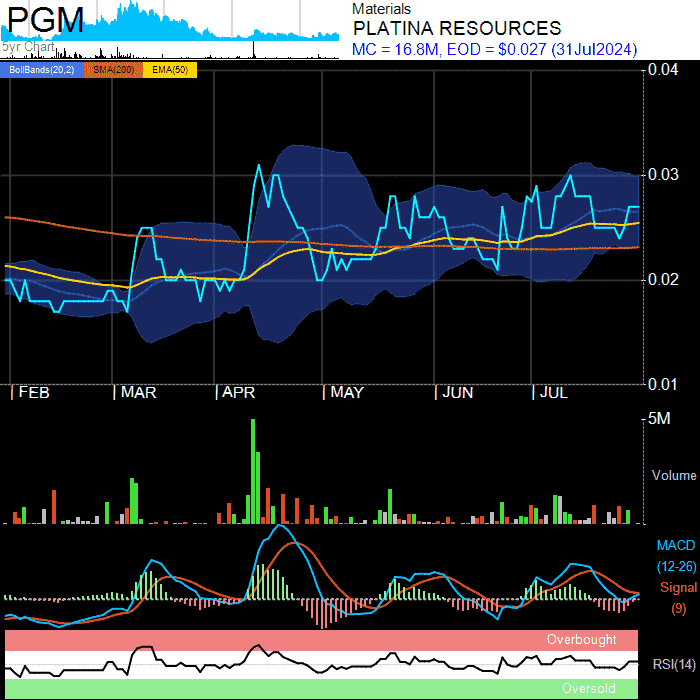 PGM
5yr Chart
Materials
PLATINA RESOURCES
MC = 16.8M, EOD = $0.027 (31Jul2024)
BollBands(20,2) SMA(200) EMA(50)
0.04
0.03
0.02
0.01
FEB MAR APR MAY JUN JUL
5M
Volume
MACD
(12-26)
Signal
(9)
Overbought
RSI(14)
Oversold